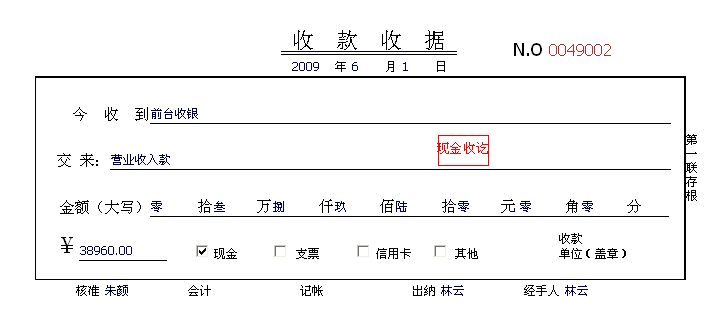 收 款 收 据
N.O 0049002
2009 年 6 月 1 日
今 收 到 前台收银
交 来： 营业收入款
现金收讫
金额（大写） 零 拾 叁 万 捌 仟 玖 佰 陆 拾 零 元 零 角 零 分
¥ 38960.00 现金 支票 信用卡 其他
收款
单位（盖章）
第一联存根
核准 朱颜 会计 记帐 出纳 林云 经手人 林云